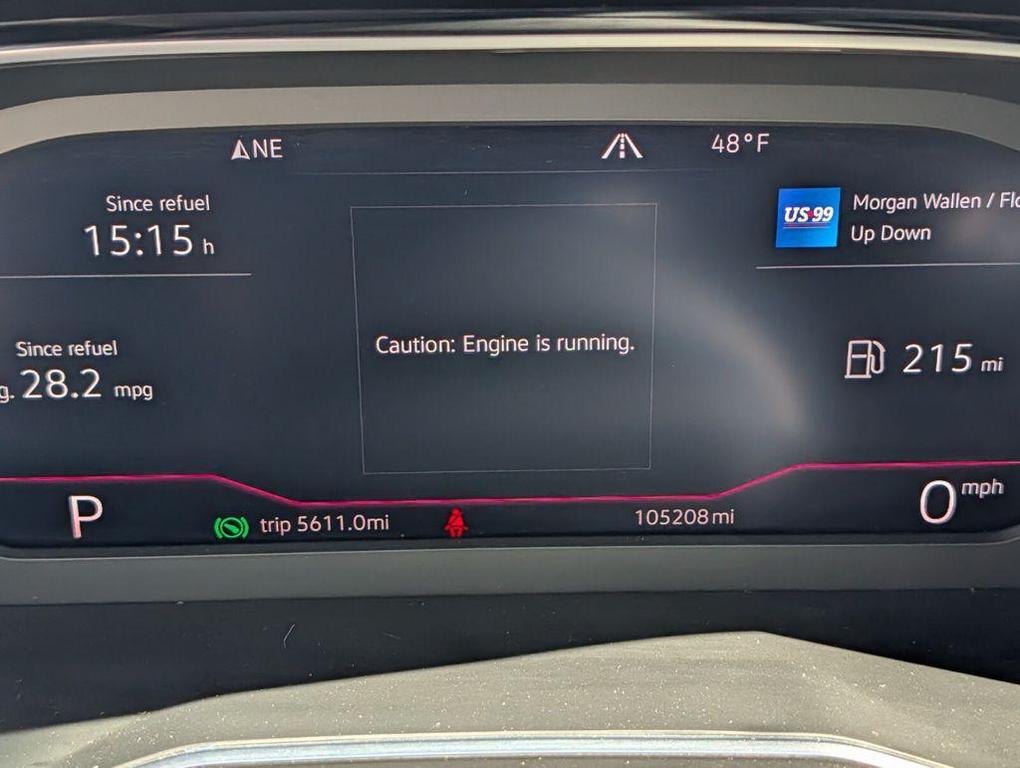 NE
48°F
Since refuel
15:15 h
US★99
Morgan Wallen / Flo
Up Down
Caution: Engine is running.
Since refuel
g. 28.2 mpg
215 mi
P
trip 5611.0mi
105208mi
0 mph